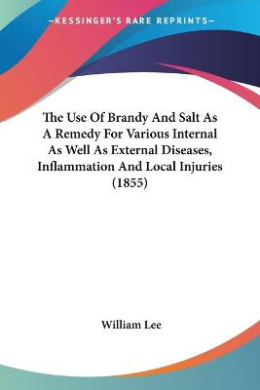 KESSINGER'S RARE REPRINTS
The Use Of Brandy And Salt As
A Remedy For Various Internal
As Well As External Diseases,
Inflammation And Local Injuries
(1855)
William Lee